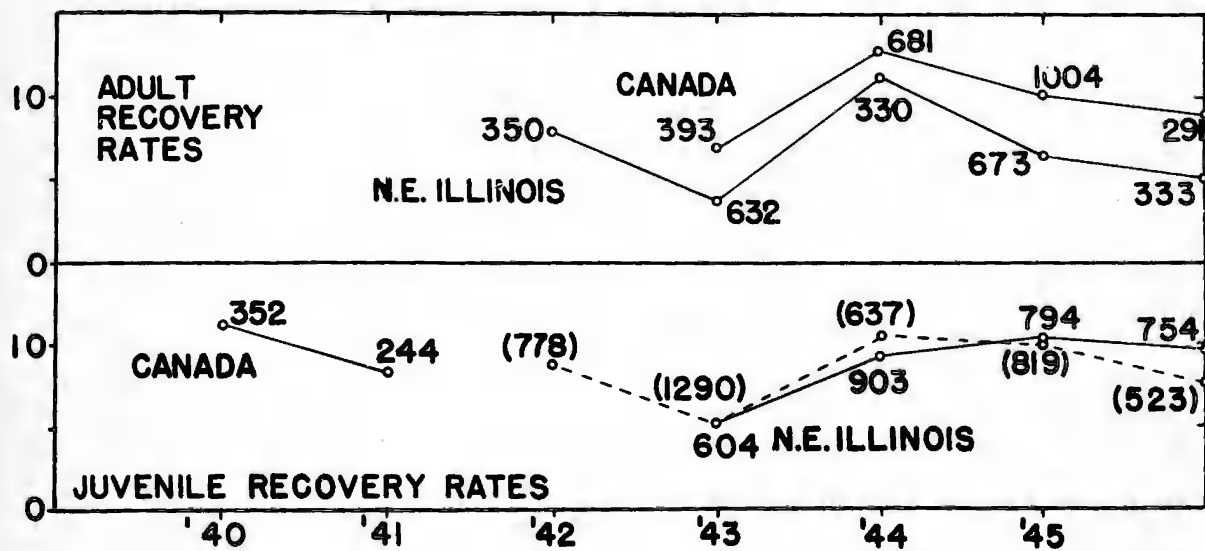 10
ADULT
RECOVERY
RATES
CANADA
681
1004
350
393
330
673
333
N.E. ILLINOIS
632
0
352
(637)
794
754
10
CANADA
244
(778)
(1290)
903
(819)
(523)
604 N.E. ILLINOIS
0
JUVENILE RECOVERY RATES
'40 '41 '42 '43 '44 '45